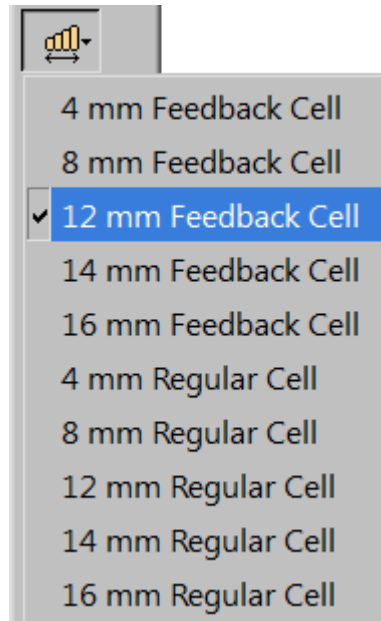 4 mm Feedback Cell
8 mm Feedback Cell
12 mm Feedback Cell
14 mm Feedback Cell
16 mm Feedback Cell
4 mm Regular Cell
8 mm Regular Cell
12 mm Regular Cell
14 mm Regular Cell
16 mm Regular Cell